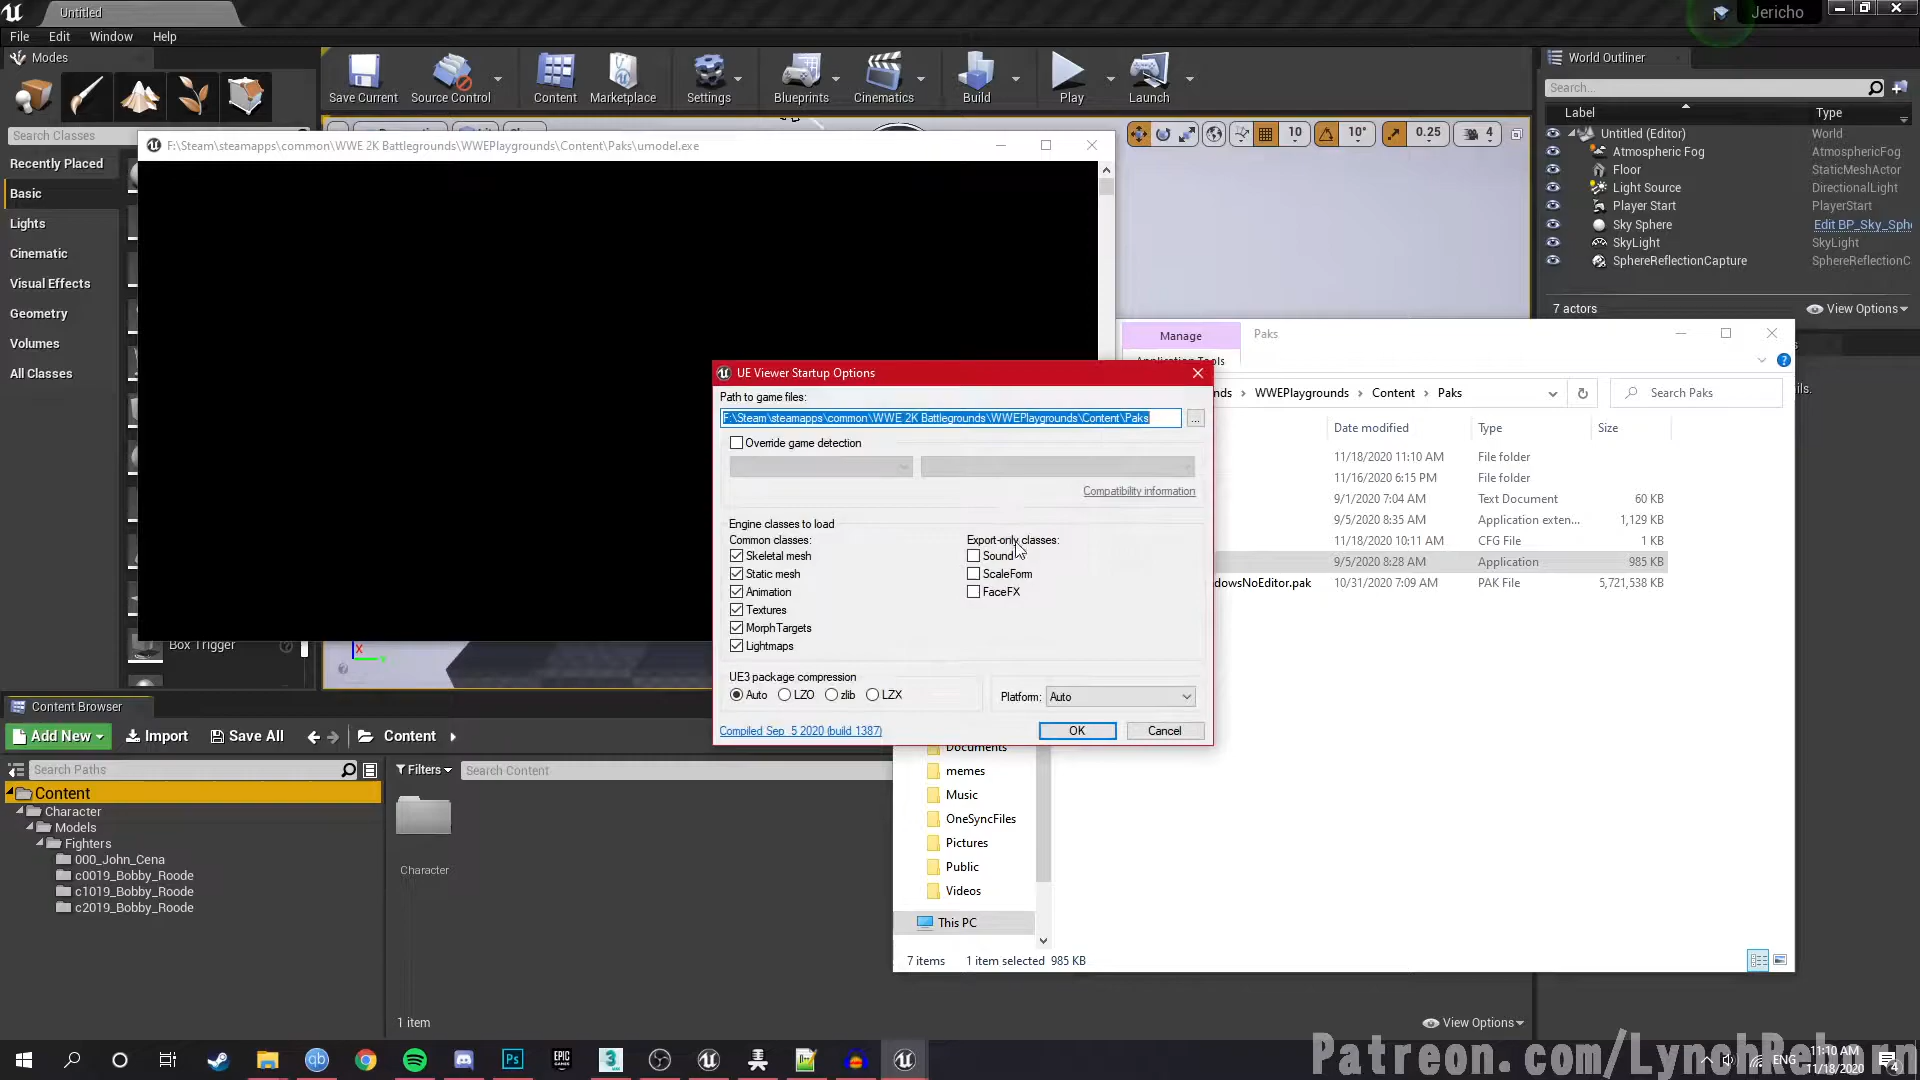 Untitled
Jericho
File Edit Window Help
Modes
Save Current Source Control Content Marketplace Settings Blueprints Cinematics Build Play Launch
World Outliner
Search...
Label Type
Search Classes
Recently Placed
Basic
Lights
Cinematic
Visual Effects
Geometry
Volumes
All Classes
10 10° 0.25 4
Untitled (Editor) World
Atmospheric Fog AtmosphericFog
Floor StaticMeshActor
Light Source DirectionalLight
Player Start PlayerStart
Sky Sphere Edit BP_Sky_Sph
SkyLight SkyLight
SphereReflectionCapture SphereReflectionC
7 actors View Options
F:\Steam\steamapps\common\WWE 2K Battlegrounds\WWEPlaygrounds\Content\Paks\umodel.exe
Manage Paks
Application Tools
nds > WWEPlaygrounds > Content > Paks
Search Paks
Date modified Type Size
11/18/2020 11:10 AM File folder
11/16/2020 6:15 PM File folder
9/1/2020 7:04 AM Text Document 60 KB
9/5/2020 8:35 AM Application exten... 1,129 KB
11/18/2020 10:11 AM CFG File 1 KB
9/5/2020 8:28 AM Application 985 KB
dowsNoEditor.pak 10/31/2020 7:09 AM PAK File 5,721,538 KB
UE Viewer Startup Options
Path to game files:
F:\Steam\steamapps\common\WWE 2K Battlegrounds\WWEPlaygrounds\Content\Paks
...
Override game detection
Compatibility information
Engine classes to load
Common classes: Export-only classes:
Skeletal mesh Sound
Static mesh ScaleForm
Animation FaceFX
Textures
MorphTargets
Lightmaps
UE3 package compression
Auto LZO zlib LZX Platform: Auto
Compiled Sep 5 2020 (build 1387) OK Cancel
Box Trigger
X
Documents
memes
Music
OneSyncFiles
Pictures
Public
Videos
This PC
7 items 1 item selected 985 KB
Content Browser
Add New Import Save All Content
Search Paths Filters Search Content
Content
Character
Models
Fighters
000_John_Cena
c0019_Bobby_Roode
c1019_Bobby_Roode
c2019_Bobby_Roode
Character
1 item View Options
qb Ps EPIC GAMES 3
ENG 11:10 AM
11/18/2020 4
Patreon.com/LynchReborn